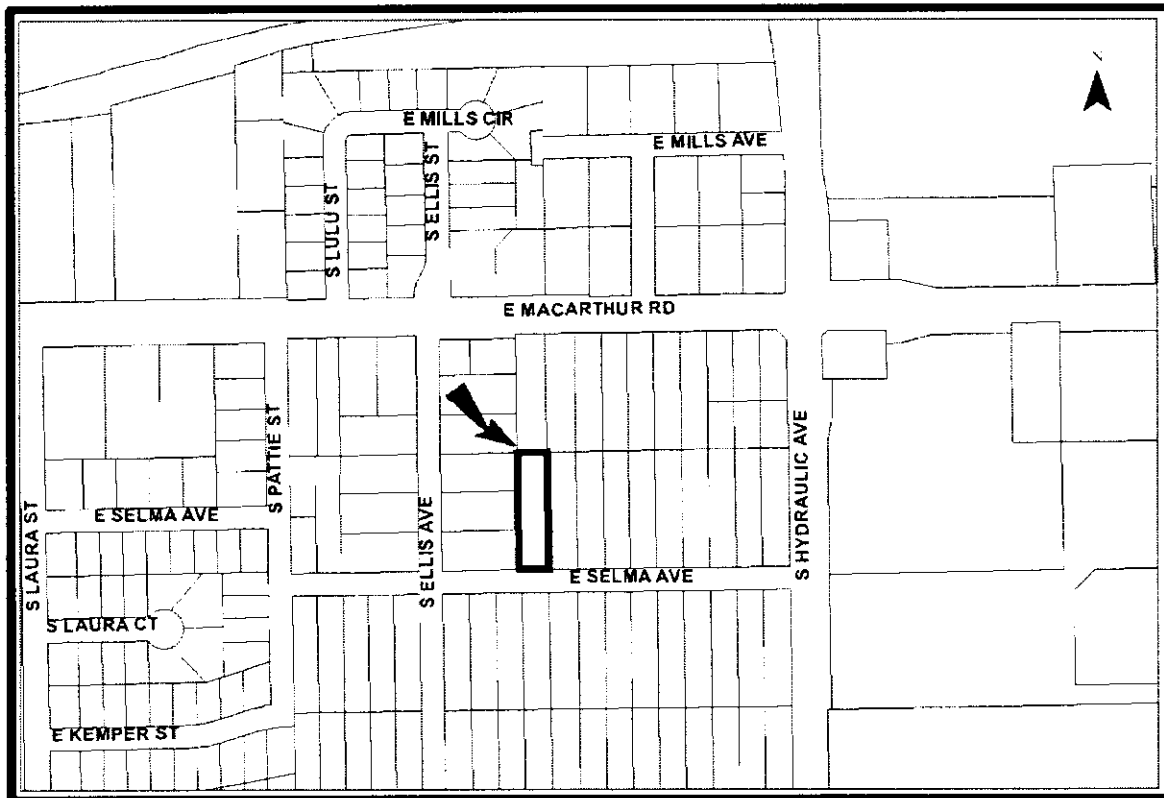 N
E MILLS CIR
E MILLS AVE
S ELLIS ST
S LULU ST
E MACARTHUR RD
S PATTIE ST
S HYDRAULIC AVE
S LAURA ST
E SELMA AVE
S ELLIS AVE
E SELMA AVE
S LAURA CT
E KEMPER ST